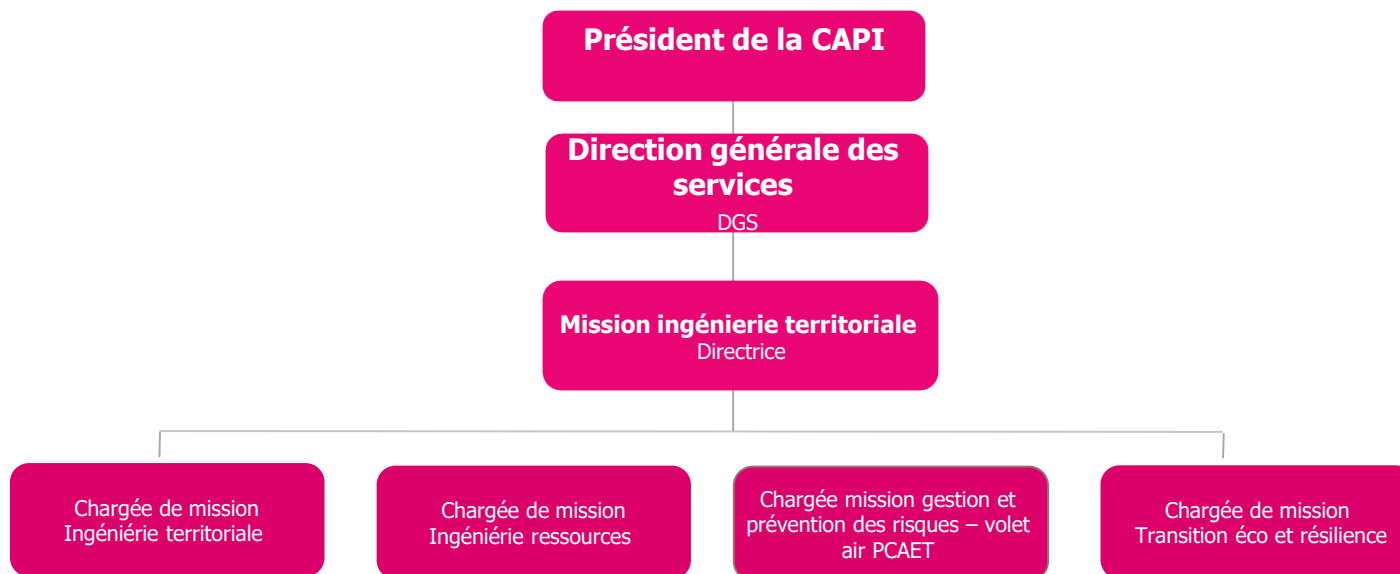 Président de la CAPI
Direction générale des
services
DGS
Mission ingénierie territoriale
Directrice
Chargée de mission
Ingéniérie territoriale
Chargée de mission
Ingéniérie ressources
Chargée mission gestion et
prévention des risques – volet
air PCAET
Chargée de mission
Transition éco et résilience